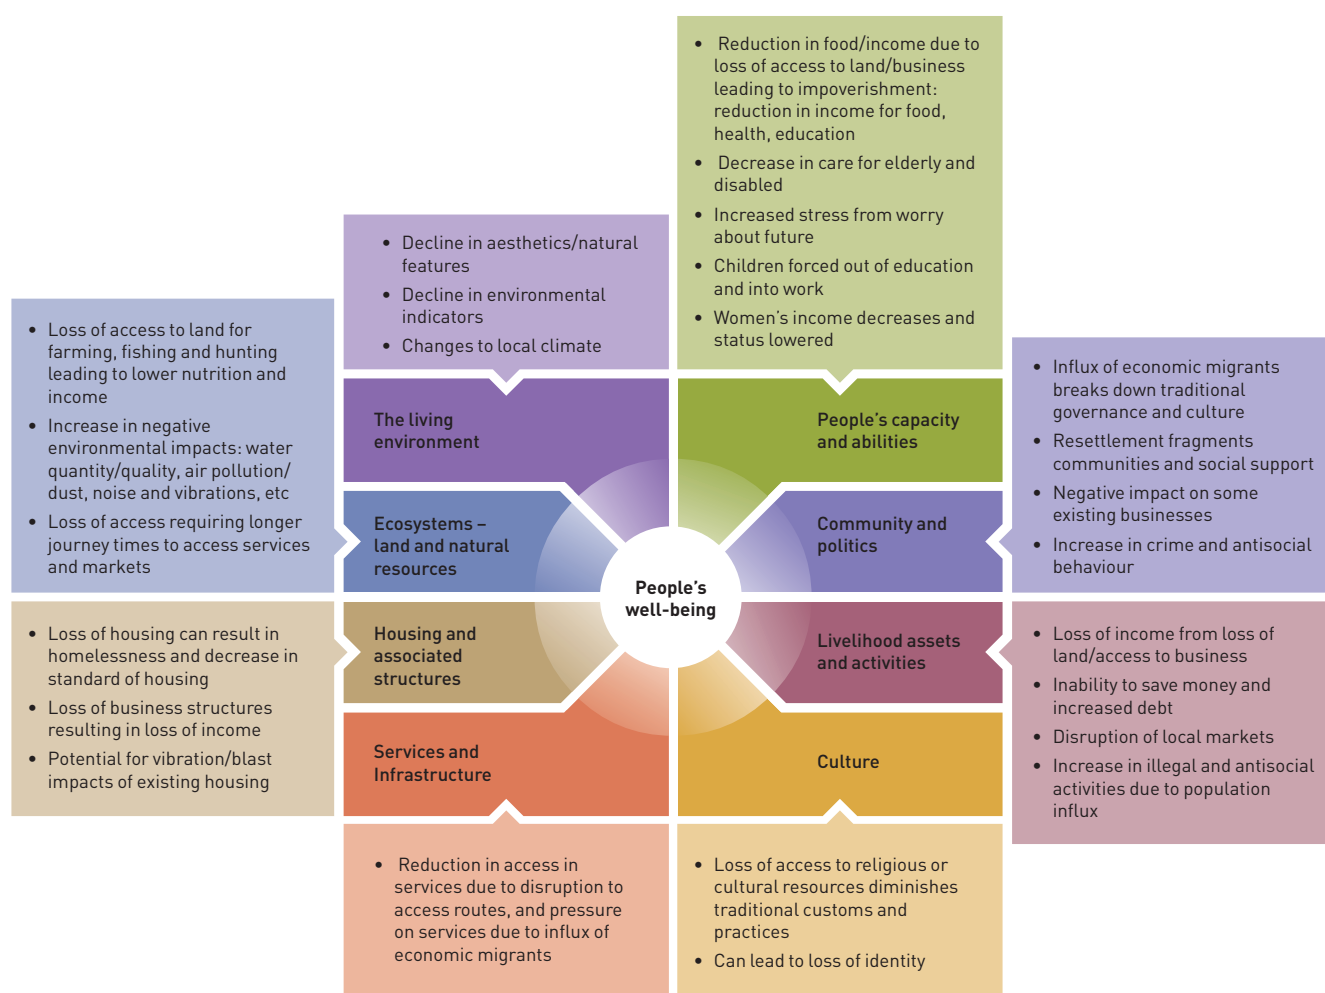 • Reduction in food/income due to
loss of access to land/business
leading to impoverishment:
reduction in income for food,
health, education
• Decrease in care for elderly and
disabled
• Increased stress from worry
about future
• Children forced out of education
and into work
• Women’s income decreases and
status lowered
• Decline in aesthetics/natural
features
• Decline in environmental
indicators
• Changes to local climate
• Loss of access to land for
farming, fishing and hunting
leading to lower nutrition and
income
• Increase in negative
environmental impacts: water
quantity/quality, air pollution/
dust, noise and vibrations, etc
• Loss of access requiring longer
journey times to access services
and markets
• Influx of economic migrants
breaks down traditional
governance and culture
• Resettlement fragments
communities and social support
• Negative impact on some
existing businesses
• Increase in crime and antisocial
behaviour
The living
environment
People’s capacity
and abilities
Ecosystems –
land and natural
resources
Community and
politics
People’s
well-being
Housing and
associated
structures
Livelihood assets
and activities
Services and
Infrastructure
Culture
• Loss of housing can result in
homelessness and decrease in
standard of housing
• Loss of business structures
resulting in loss of income
• Potential for vibration/blast
impacts of existing housing
• Loss of income from loss of
land/access to business
• Inability to save money and
increased debt
• Disruption of local markets
• Increase in illegal and antisocial
activities due to population
influx
• Reduction in access in
services due to disruption to
access routes, and pressure
on services due to influx of
economic migrants
• Loss of access to religious or
cultural resources diminishes
traditional customs and
practices
• Can lead to loss of identity